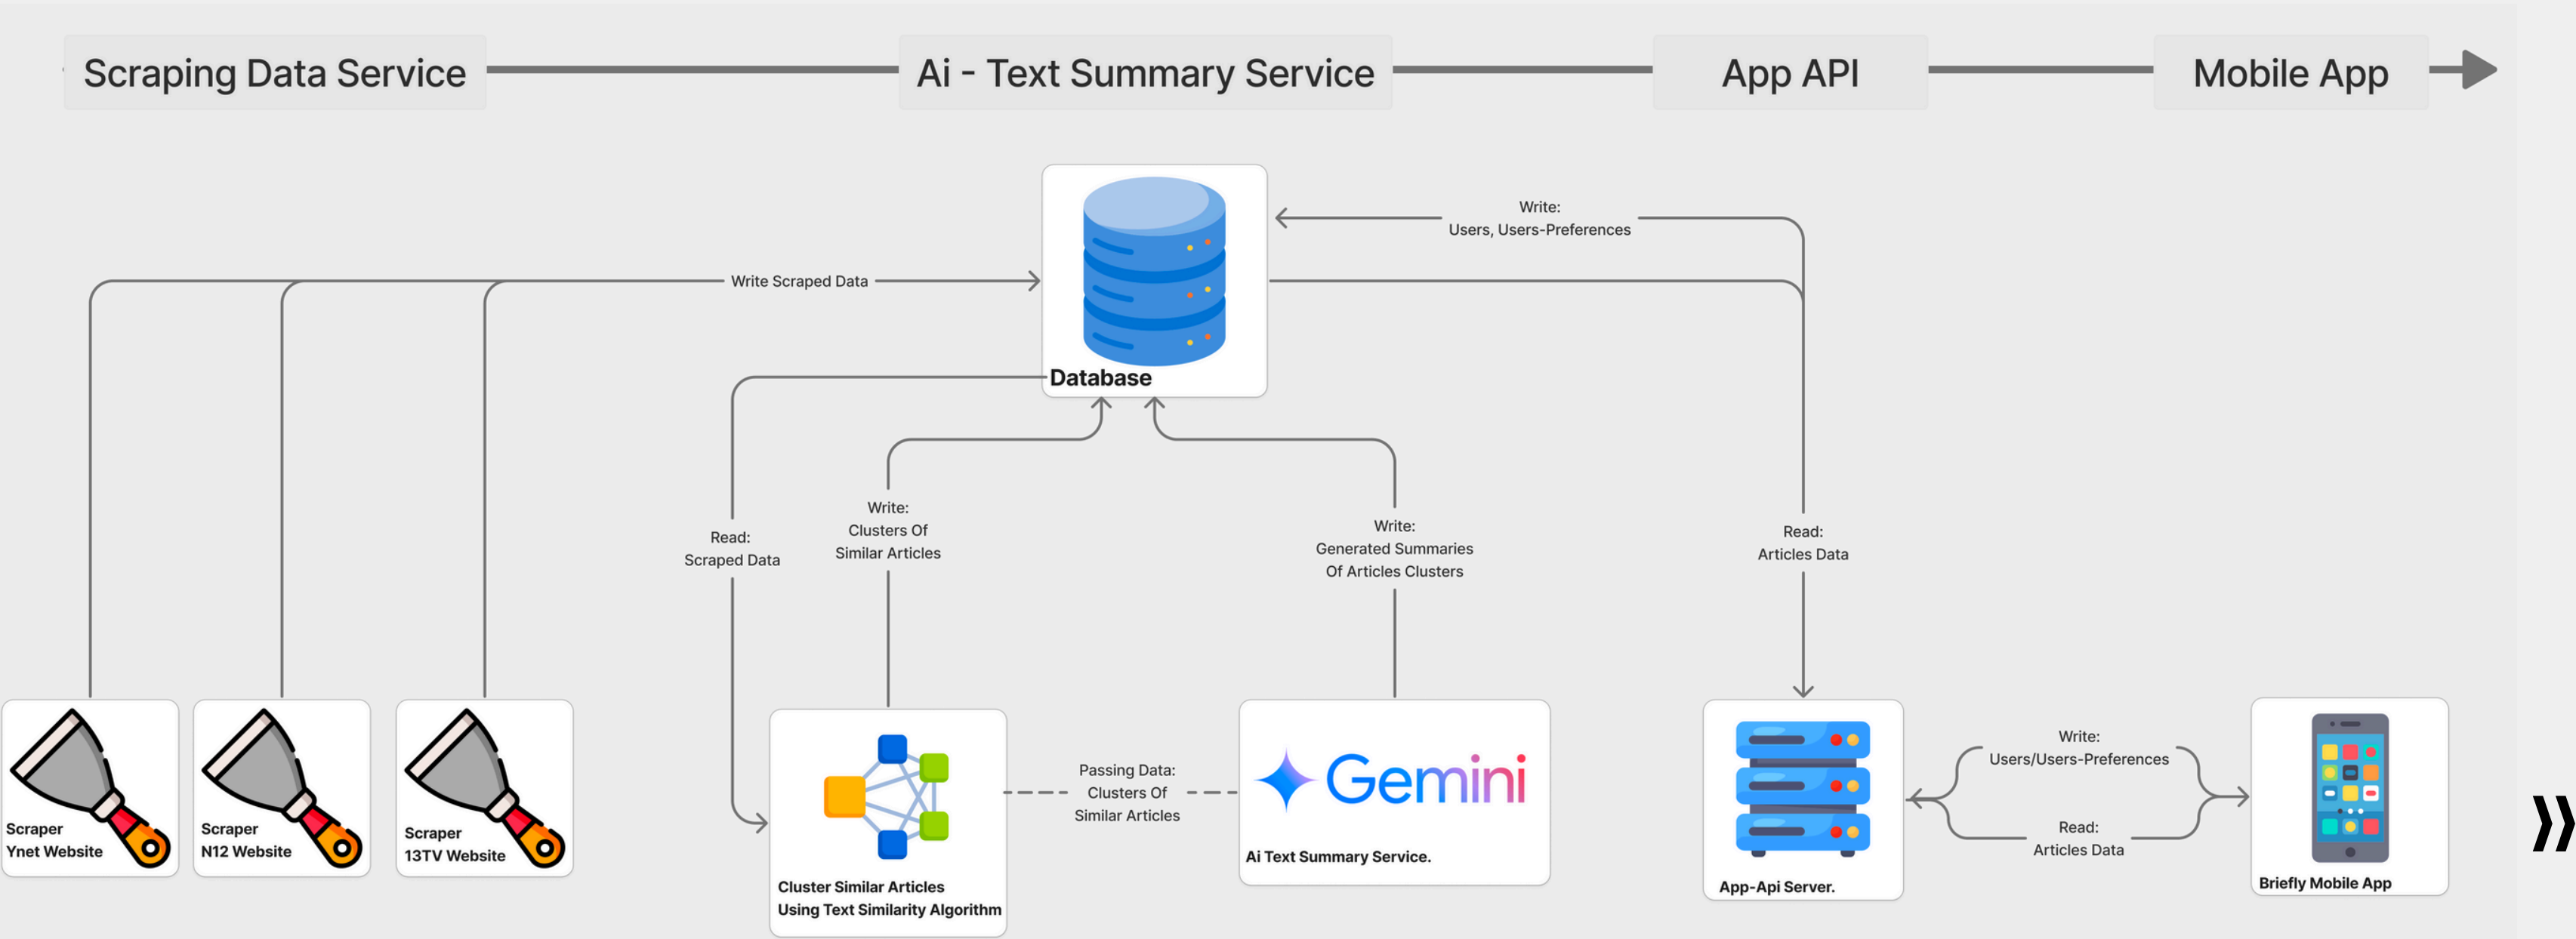 Scraping Data Service
Ai - Text Summary Service
App API
Mobile App
Write:
Users, Users-Preferences
Write Scraped Data
Database
Read:
Scraped Data
Write:
Clusters Of
Similar Articles
Write:
Generated Summaries
Of Articles Clusters
Read:
Articles Data
Scraper
Ynet Website
Scraper
N12 Website
Scraper
13TV Website
Cluster Similar Articles
Using Text Similarity Algorithm
Passing Data:
Clusters Of
Similar Articles
Gemini
Ai Text Summary Service.
App-Api Server.
Write:
Users/Users-Preferences
Read:
Articles Data
Briefly Mobile App